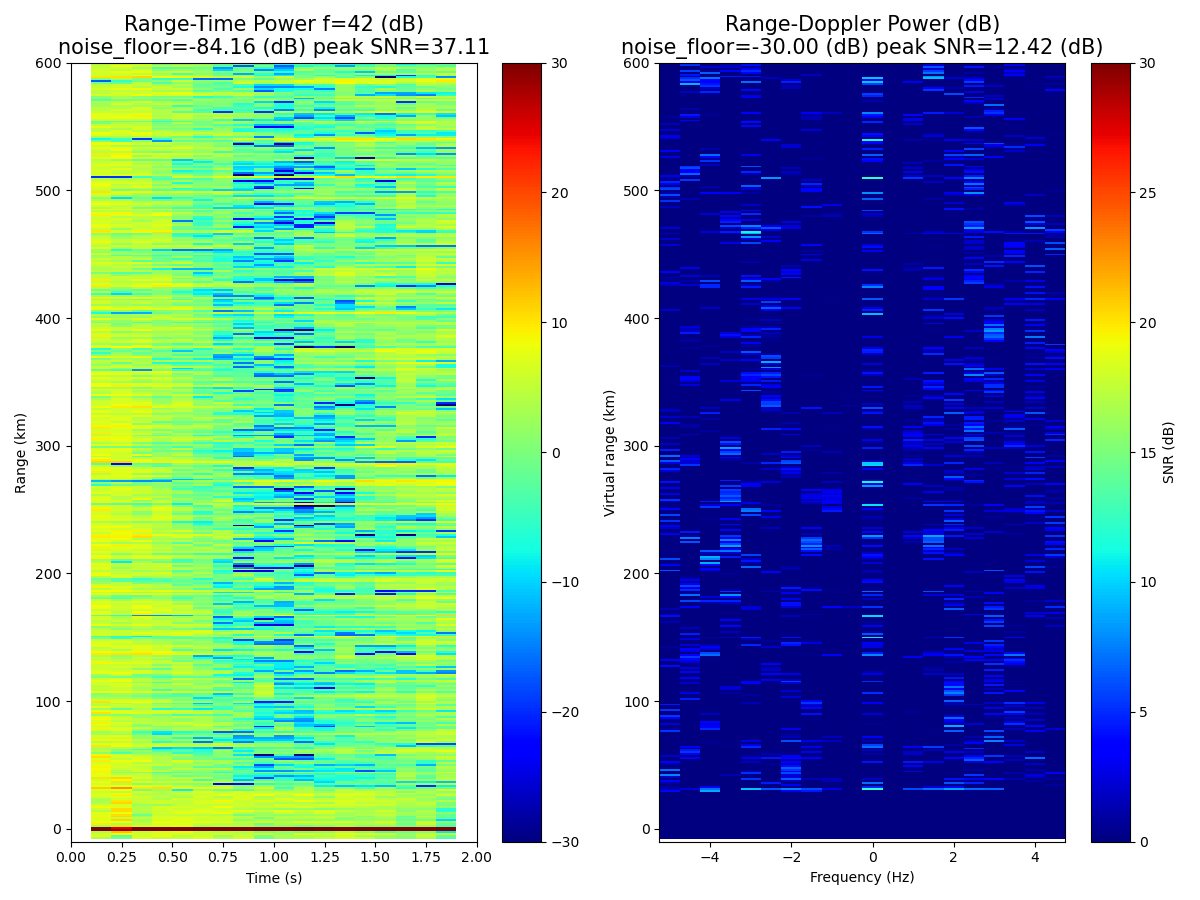 Range-Time Power f=42 (dB)
noise_floor=-84.16 (dB) peak SNR=37.11
Range (km)
600
500
400
300
200
100
0
0.00 0.25 0.50 0.75 1.00 1.25 1.50 1.75 2.00
Time (s)
30
20
10
0
−10
−20
−30
Range-Doppler Power (dB)
noise_floor=-30.00 (dB) peak SNR=12.42 (dB)
Virtual range (km)
600
500
400
300
200
100
0
−4 −2 0 2 4
Frequency (Hz)
30
25
20
15
10
5
0
SNR (dB)